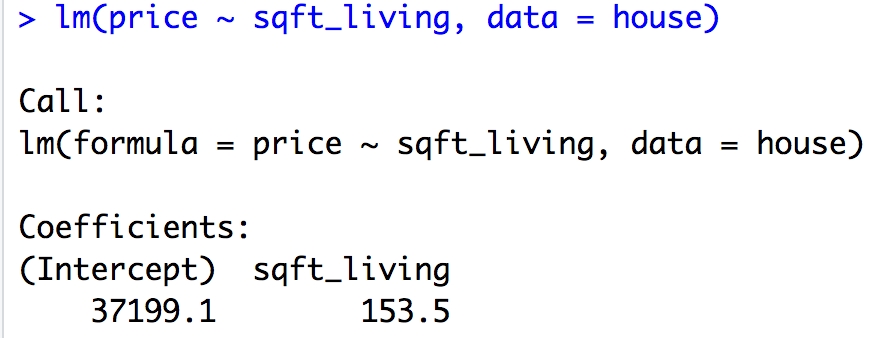 > lm(price ~ sqft_living, data = house)
Call:
lm(formula = price ~ sqft_living, data = house)
Coefficients:
(Intercept)  sqft_living
    37199.1        153.5